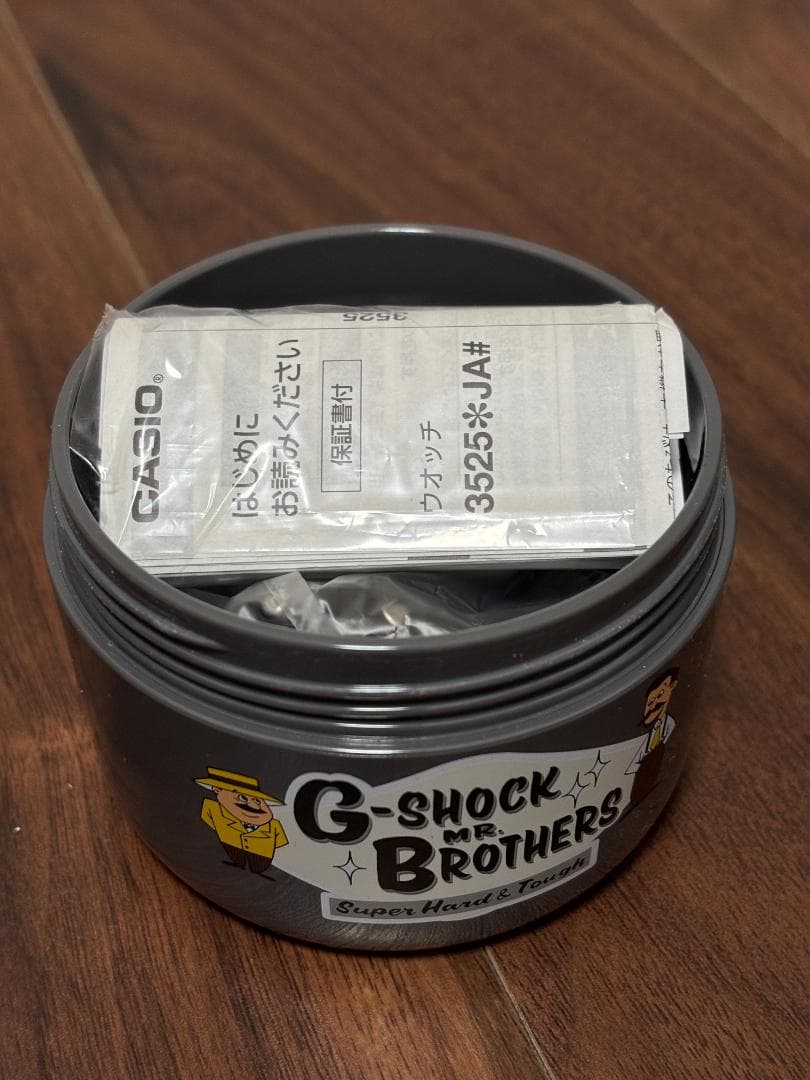 3525
CASIO®
はじめに
お読みください
保証書付
ウオッチ
3525✽JA#
G-SHOCK
MR.
BROTHERS
Super Hard & Tough